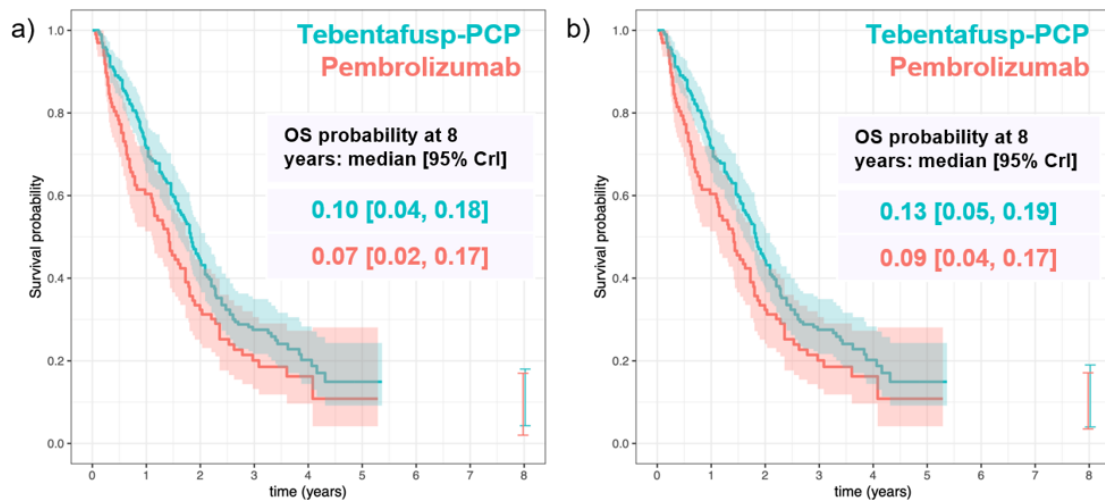 a)
Tebentafusp-PCP
Pembrolizumab
OS probability at 8
years: median [95% Crl]
0.10 [0.04, 0.18]
0.07 [0.02, 0.17]
Survival probability
1.0
0.8
0.6
0.4
0.2
0.0
0 1 2 3 4 5 6 7 8
time (years)
b)
Tebentafusp-PCP
Pembrolizumab
OS probability at 8
years: median [95% Crl]
0.13 [0.05, 0.19]
0.09 [0.04, 0.17]
Survival probability
1.0
0.8
0.6
0.4
0.2
0.0
0 1 2 3 4 5 6 7 8
time (years)